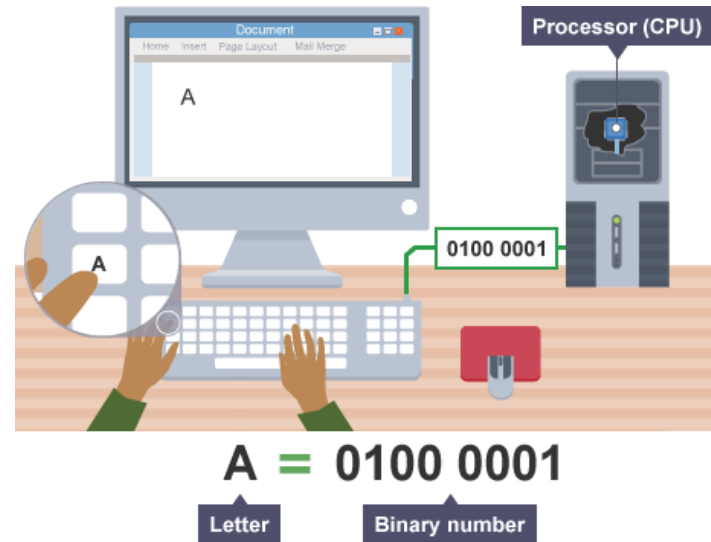 Document
Processor (CPU)
Home Insert Page Layout Mail Merge
A
0100 0001
A
A = 0100 0001
Letter
Binary number